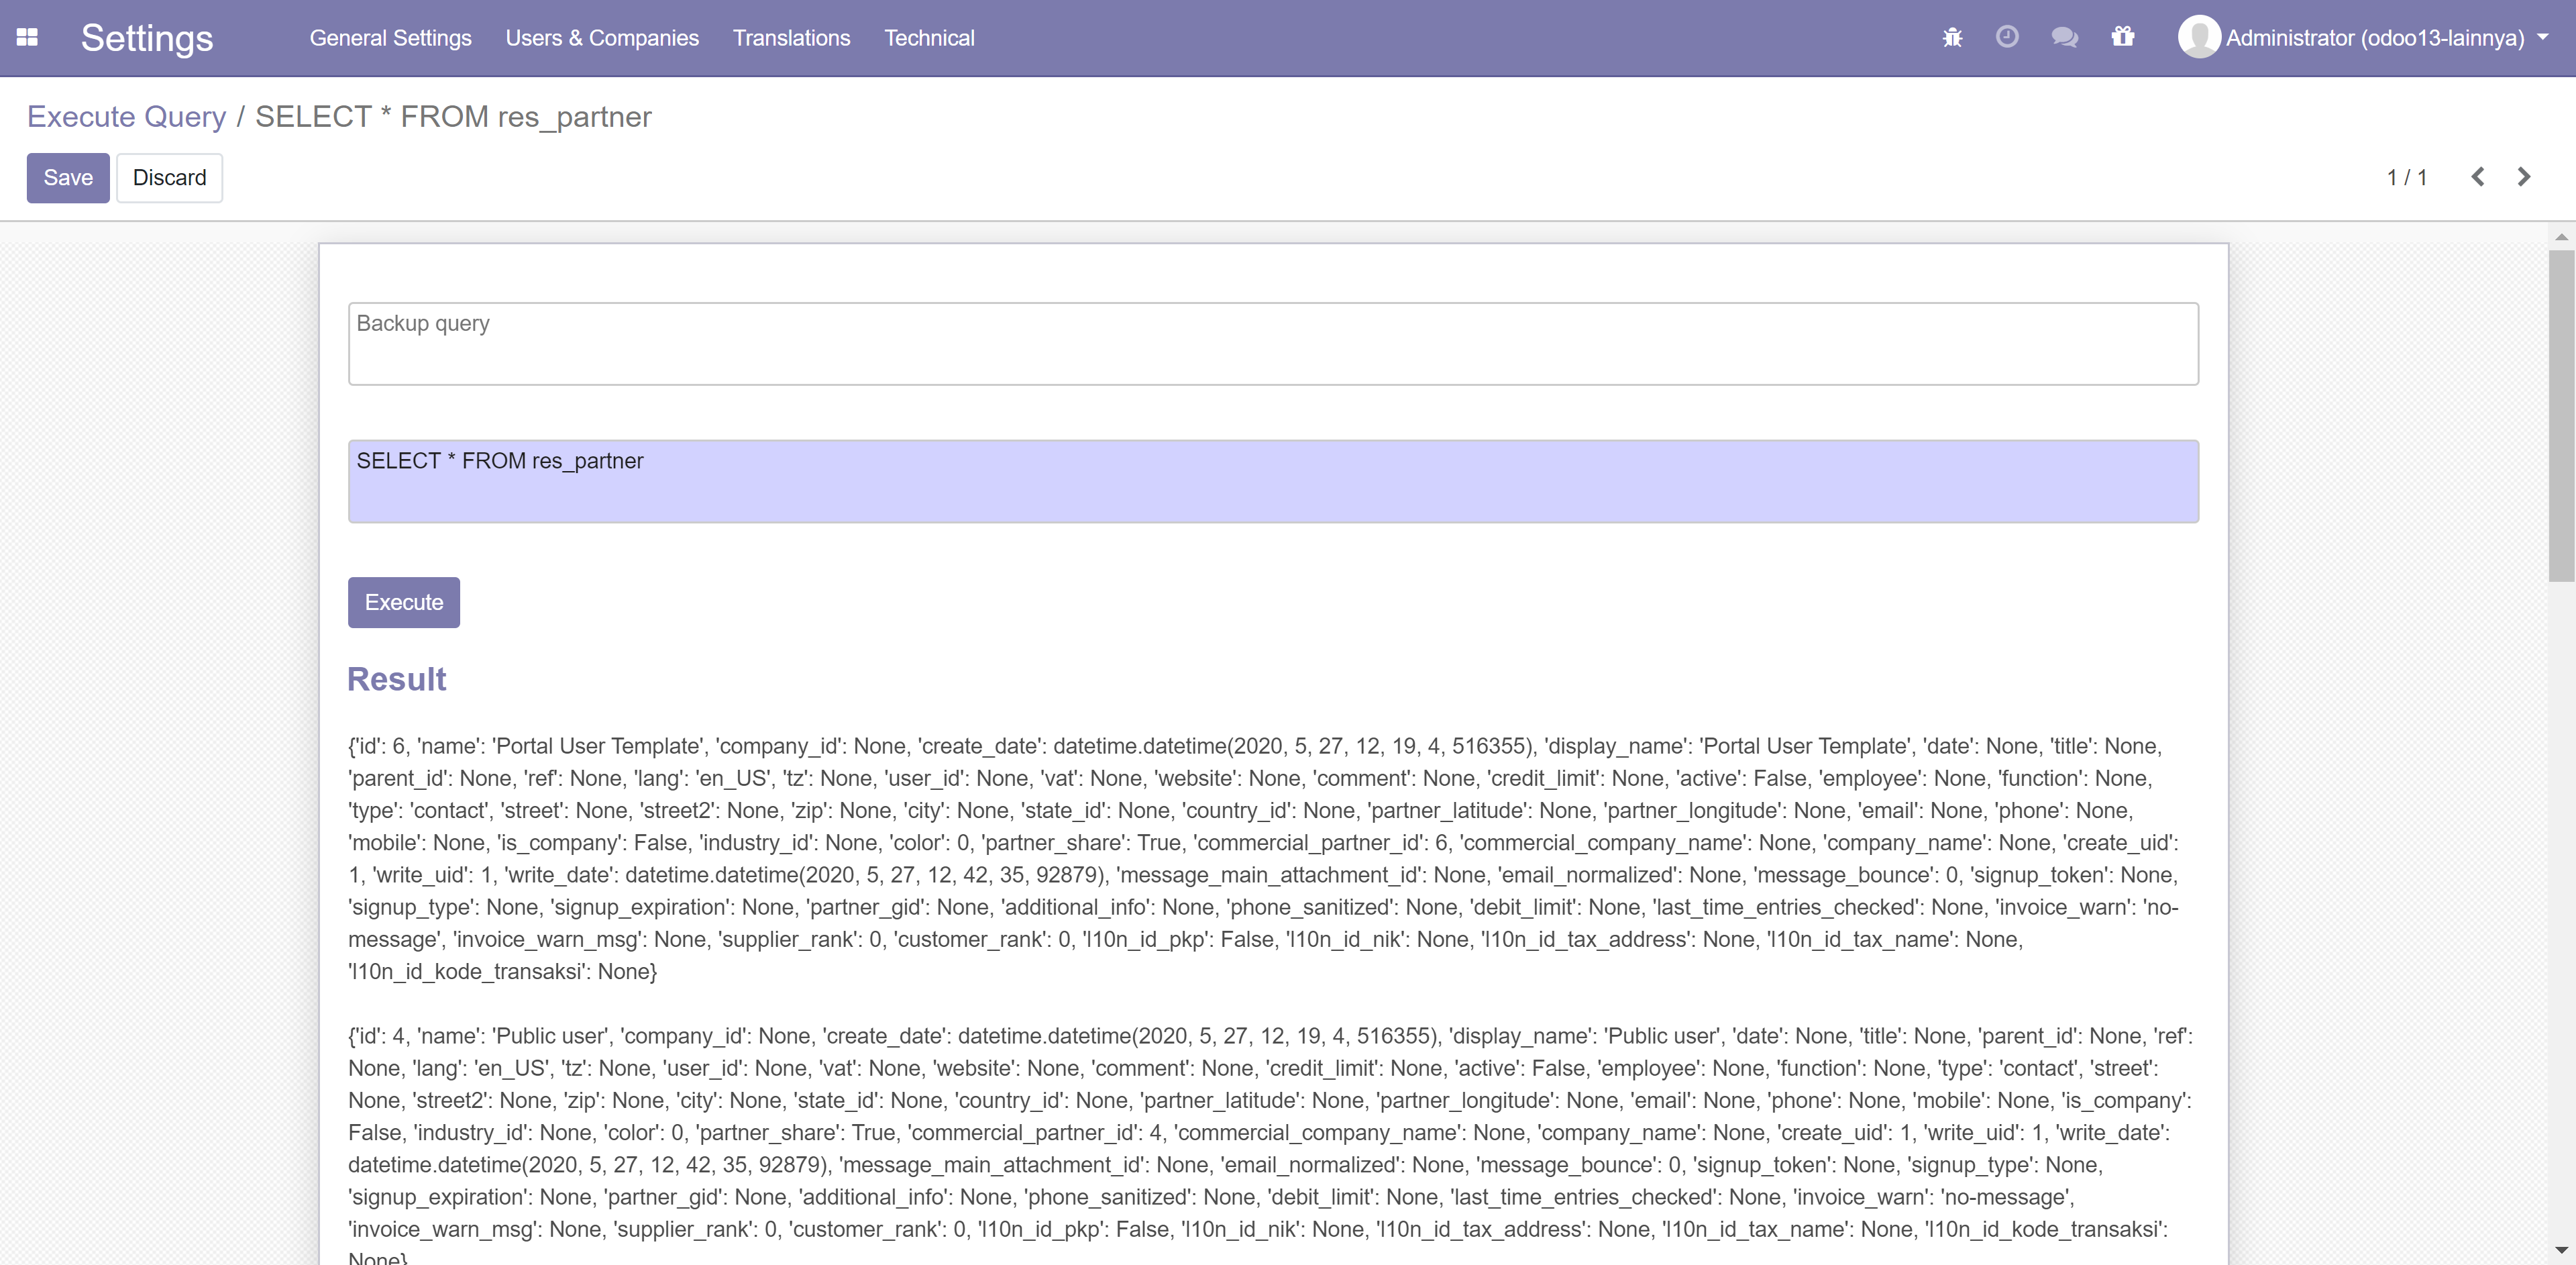 Settings General Settings Users & Companies Translations Technical Administrator (odoo13-lainnya)
Execute Query / SELECT * FROM res_partner
Save Discard 1 / 1
Backup query
SELECT * FROM res_partner
Execute
Result
{'id': 6, 'name': 'Portal User Template', 'company_id': None, 'create_date': datetime.datetime(2020, 5, 27, 12, 19, 4, 516355), 'display_name': 'Portal User Template', 'date': None, 'title': None,
'parent_id': None, 'ref': None, 'lang': 'en_US', 'tz': None, 'user_id': None, 'vat': None, 'website': None, 'comment': None, 'credit_limit': None, 'active': False, 'employee': None, 'function': None,
'type': 'contact', 'street': None, 'street2': None, 'zip': None, 'city': None, 'state_id': None, 'country_id': None, 'partner_latitude': None, 'partner_longitude': None, 'email': None, 'phone': None,
'mobile': None, 'is_company': False, 'industry_id': None, 'color': 0, 'partner_share': True, 'commercial_partner_id': 6, 'commercial_company_name': None, 'company_name': None, 'create_uid':
1, 'write_uid': 1, 'write_date': datetime.datetime(2020, 5, 27, 12, 42, 35, 92879), 'message_main_attachment_id': None, 'email_normalized': None, 'message_bounce': 0, 'signup_token': None,
'signup_type': None, 'signup_expiration': None, 'partner_gid': None, 'additional_info': None, 'phone_sanitized': None, 'debit_limit': None, 'last_time_entries_checked': None, 'invoice_warn': 'no-
message', 'invoice_warn_msg': None, 'supplier_rank': 0, 'customer_rank': 0, 'l10n_id_pkp': False, 'l10n_id_nik': None, 'l10n_id_tax_address': None, 'l10n_id_tax_name': None,
'l10n_id_kode_transaksi': None}
{'id': 4, 'name': 'Public user', 'company_id': None, 'create_date': datetime.datetime(2020, 5, 27, 12, 19, 4, 516355), 'display_name': 'Public user', 'date': None, 'title': None, 'parent_id': None, 'ref':
None, 'lang': 'en_US', 'tz': None, 'user_id': None, 'vat': None, 'website': None, 'comment': None, 'credit_limit': None, 'active': False, 'employee': None, 'function': None, 'type': 'contact', 'street':
None, 'street2': None, 'zip': None, 'city': None, 'state_id': None, 'country_id': None, 'partner_latitude': None, 'partner_longitude': None, 'email': None, 'phone': None, 'mobile': None, 'is_company':
False, 'industry_id': None, 'color': 0, 'partner_share': True, 'commercial_partner_id': 4, 'commercial_company_name': None, 'company_name': None, 'create_uid': 1, 'write_uid': 1, 'write_date':
datetime.datetime(2020, 5, 27, 12, 42, 35, 92879), 'message_main_attachment_id': None, 'email_normalized': None, 'message_bounce': 0, 'signup_token': None, 'signup_type': None,
'signup_expiration': None, 'partner_gid': None, 'additional_info': None, 'phone_sanitized': None, 'debit_limit': None, 'last_time_entries_checked': None, 'invoice_warn': 'no-message',
'invoice_warn_msg': None, 'supplier_rank': 0, 'customer_rank': 0, 'l10n_id_pkp': False, 'l10n_id_nik': None, 'l10n_id_tax_address': None, 'l10n_id_tax_name': None, 'l10n_id_kode_transaksi':
None}